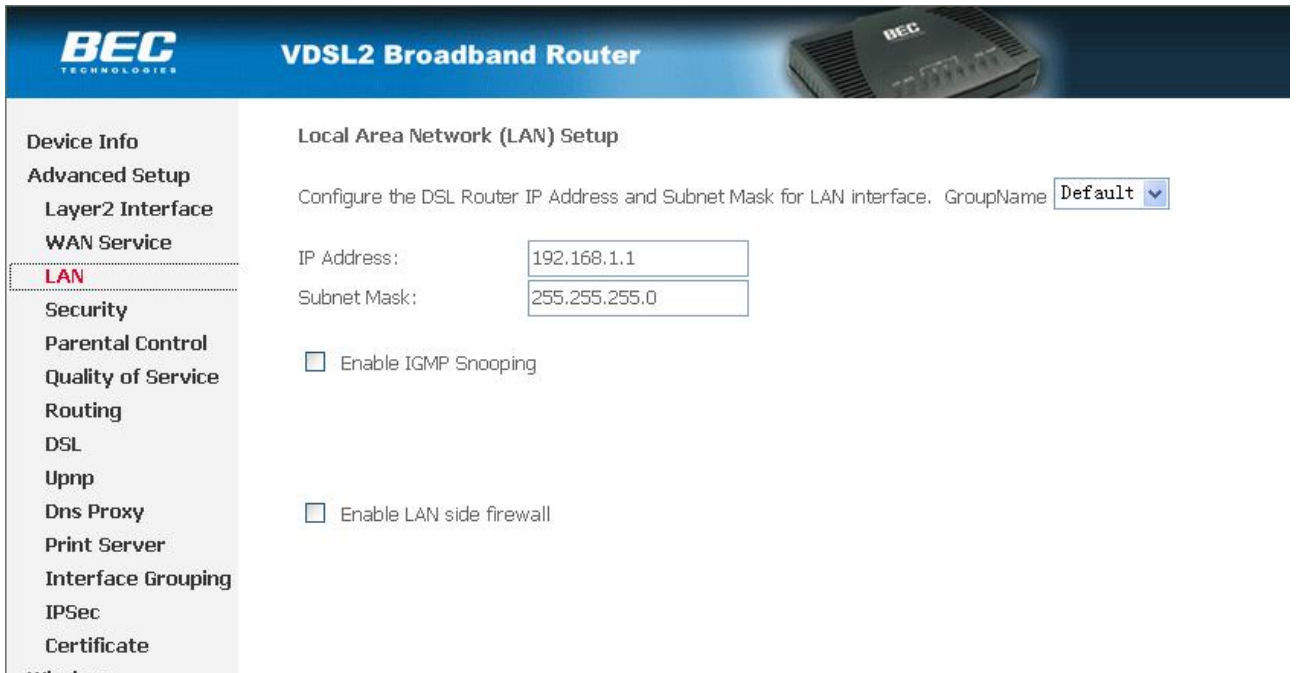 BEC
TECHNOLOGIES
VDSL2 Broadband Router
BEC
Device Info
Advanced Setup
Layer2 Interface
WAN Service
LAN
Security
Parental Control
Quality of Service
Routing
DSL
Upnp
Dns Proxy
Print Server
Interface Grouping
IPSec
Certificate
Local Area Network (LAN) Setup
Configure the DSL Router IP Address and Subnet Mask for LAN interface. GroupName Default
IP Address: 192.168.1.1
Subnet Mask: 255.255.255.0
Enable IGMP Snooping
Enable LAN side firewall